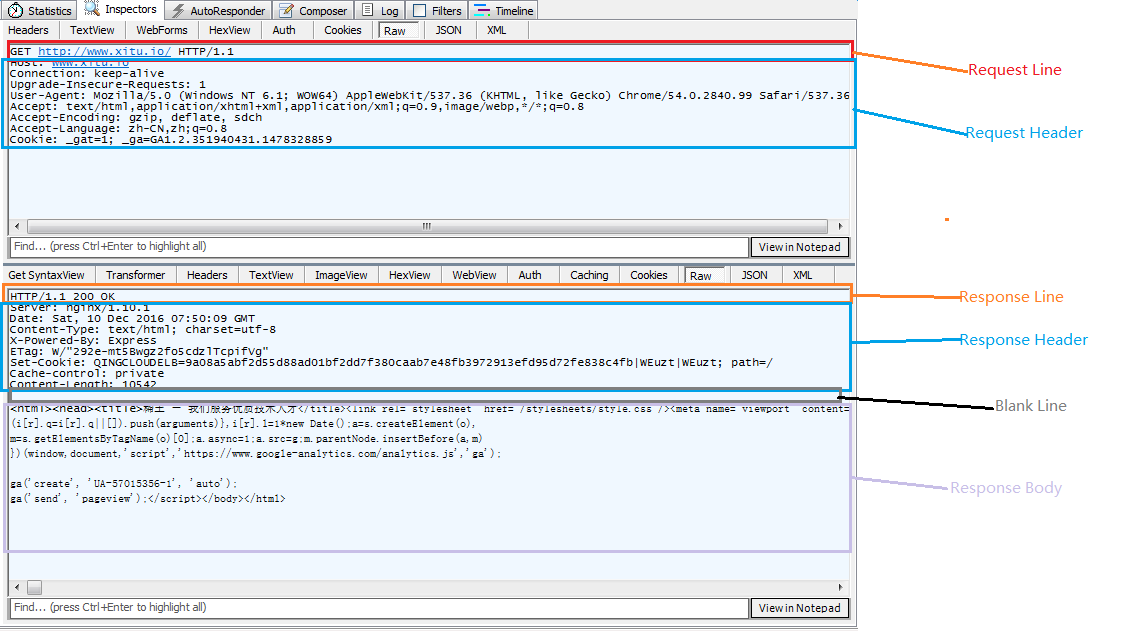 Statistics Inspectors AutoResponder Composer Log Filters Timeline
Headers TextView WebForms HexView Auth Cookies Raw JSON XML
GET http://www.xitu.io/ HTTP/1.1
Request Line
Host: www.xitu.io
Connection: keep-alive
Upgrade-Insecure-Requests: 1
User-Agent: Mozilla/5.0 (Windows NT 6.1; WOW64) AppleWebKit/537.36 (KHTML, like Gecko) Chrome/54.0.2840.99 Safari/537.36
Accept: text/html,application/xhtml+xml,application/xml;q=0.9,image/webp,*/*;q=0.8
Accept-Encoding: gzip, deflate, sdch
Accept-Language: zh-CN,zh;q=0.8
Cookie: _gat=1; _ga=GA1.2.351940431.1478328859
Request Header
Find... (press Ctrl+Enter to highlight all) View in Notepad
Get SyntaxView Transformer Headers TextView ImageView HexView WebView Auth Caching Cookies Raw JSON XML
HTTP/1.1 200 OK
Response Line
Server: nginx/1.10.1
Date: Sat, 10 Dec 2016 07:50:09 GMT
Content-Type: text/html; charset=utf-8
X-Powered-By: Express
ETag: W/"292e-mt5Bwgz2fo5cdzlTcpifVg"
Set-Cookie: QINGCLOUDELB=9a08a5abf2d55d88ad01bf2dd7f380caab7e48fb3972913efd95d72fe838c4fb|WEuzt|WEuzt; path=/
Cache-control: private
Content-Length: 10542
Response Header
Blank Line
<html><head><title>稀土 一 我们服务优质技术人才</title><link rel="stylesheet" href="/stylesheets/style.css"/><meta name="viewport" content=
(i[r].q=i[r].q||[]).push(arguments)},i[r].l=1*new Date();a=s.createElement(o),
m=s.getElementsByTagName(o)[0];a.async=1;a.src=g;m.parentNode.insertBefore(a,m)
})(window,document,'script','https://www.google-analytics.com/analytics.js','ga');
ga('create', 'UA-57015356-1', 'auto');
ga('send', 'pageview');</script></body></html>
Response Body
Find... (press Ctrl+Enter to highlight all) View in Notepad